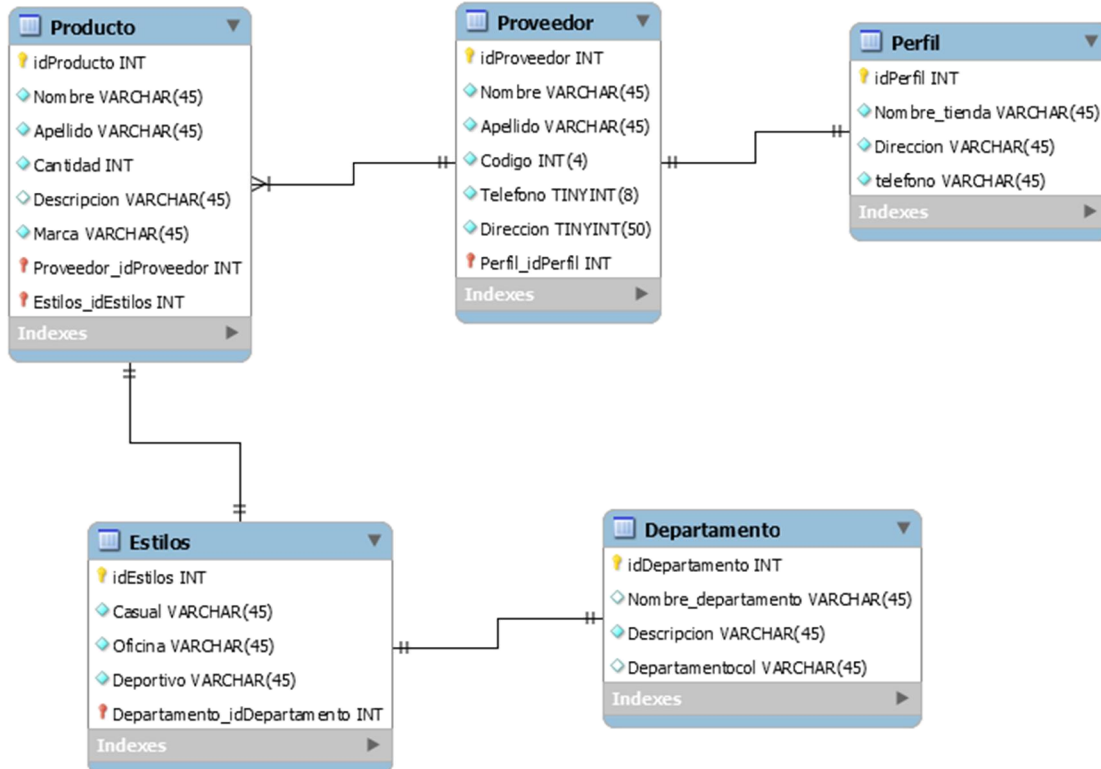 Producto
idProducto INT
Nombre VARCHAR(45)
Apellido VARCHAR(45)
Cantidad INT
Descripcion VARCHAR(45)
Marca VARCHAR(45)
Proveedor_idProveedor INT
Estilos_idEstilos INT
Indexes
Proveedor
idProveedor INT
Nombre VARCHAR(45)
Apellido VARCHAR(45)
Codigo INT(4)
Telefono TINYINT(8)
Direccion TINYINT(50)
Perfil_idPerfil INT
Indexes
Perfil
idPerfil INT
Nombre_tienda VARCHAR(45)
Direccion VARCHAR(45)
telefono VARCHAR(45)
Indexes
Estilos
idEstilos INT
Casual VARCHAR(45)
Oficina VARCHAR(45)
Deportivo VARCHAR(45)
Departamento_idDepartamento INT
Indexes
Departamento
idDepartamento INT
Nombre_departamento VARCHAR(45)
Descripcion VARCHAR(45)
Departamentocol VARCHAR(45)
Indexes